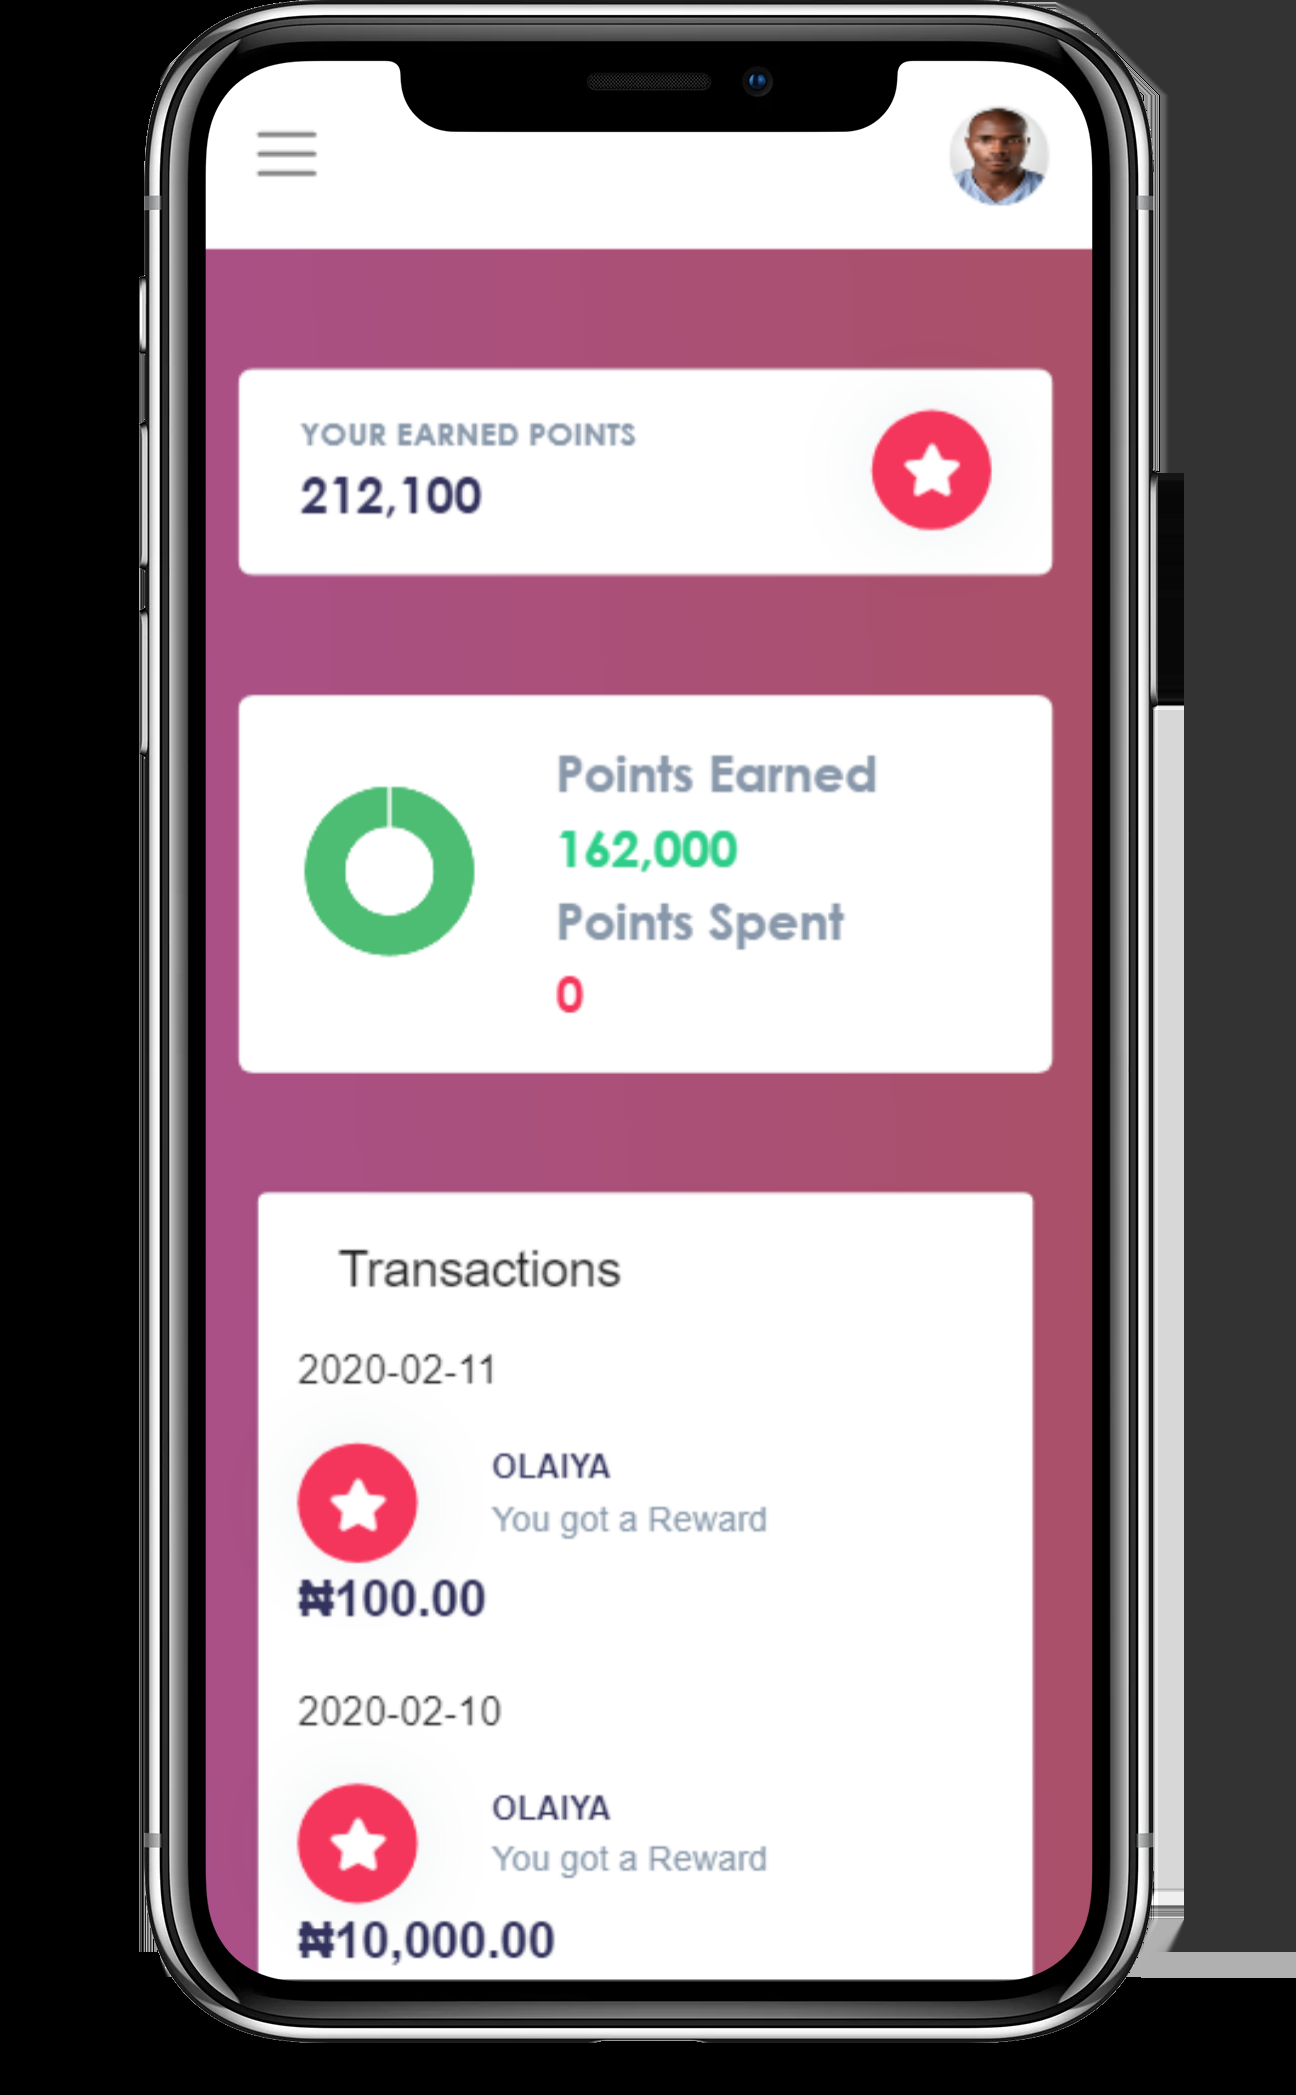 YOUR EARNED POINTS
212,100
Points Earned
162,000
Points Spent
0
Transactions
2020-02-11
OLAIYA
You got a Reward
₦100.00
2020-02-10
OLAIYA
You got a Reward
₦10,000.00